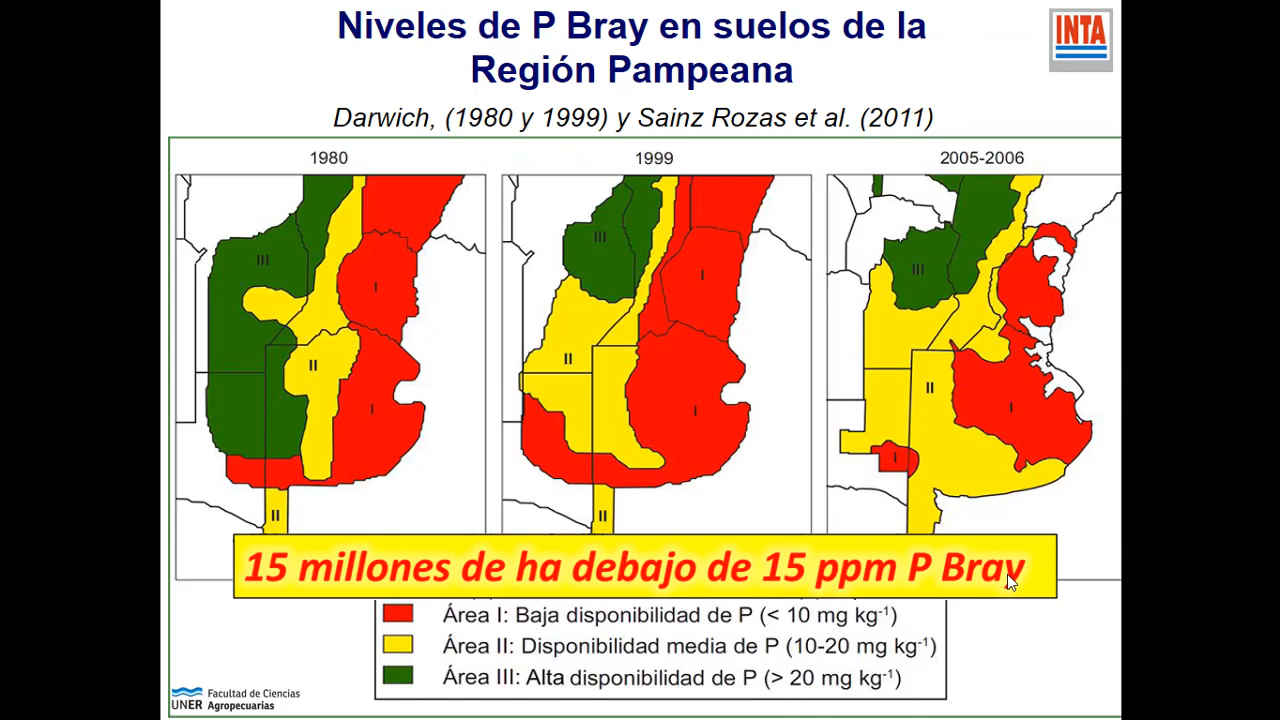 Niveles de P Bray en suelos de la
Región Pampeana
INTA
Darwich, (1980 y 1999) y Sainz Rozas et al. (2011)
1980
1999
2005-2006
III
I
II
I
II
III
I
II
I
II
III
II
I
I
15 millones de ha debajo de 15 ppm P Bray
Área I: Baja disponibilidad de P (< 10 mg kg⁻¹)
Área II: Disponibilidad media de P (10-20 mg kg⁻¹)
Área III: Alta disponibilidad de P (> 20 mg kg⁻¹)
UNER
Facultad de Ciencias
Agropecuarias